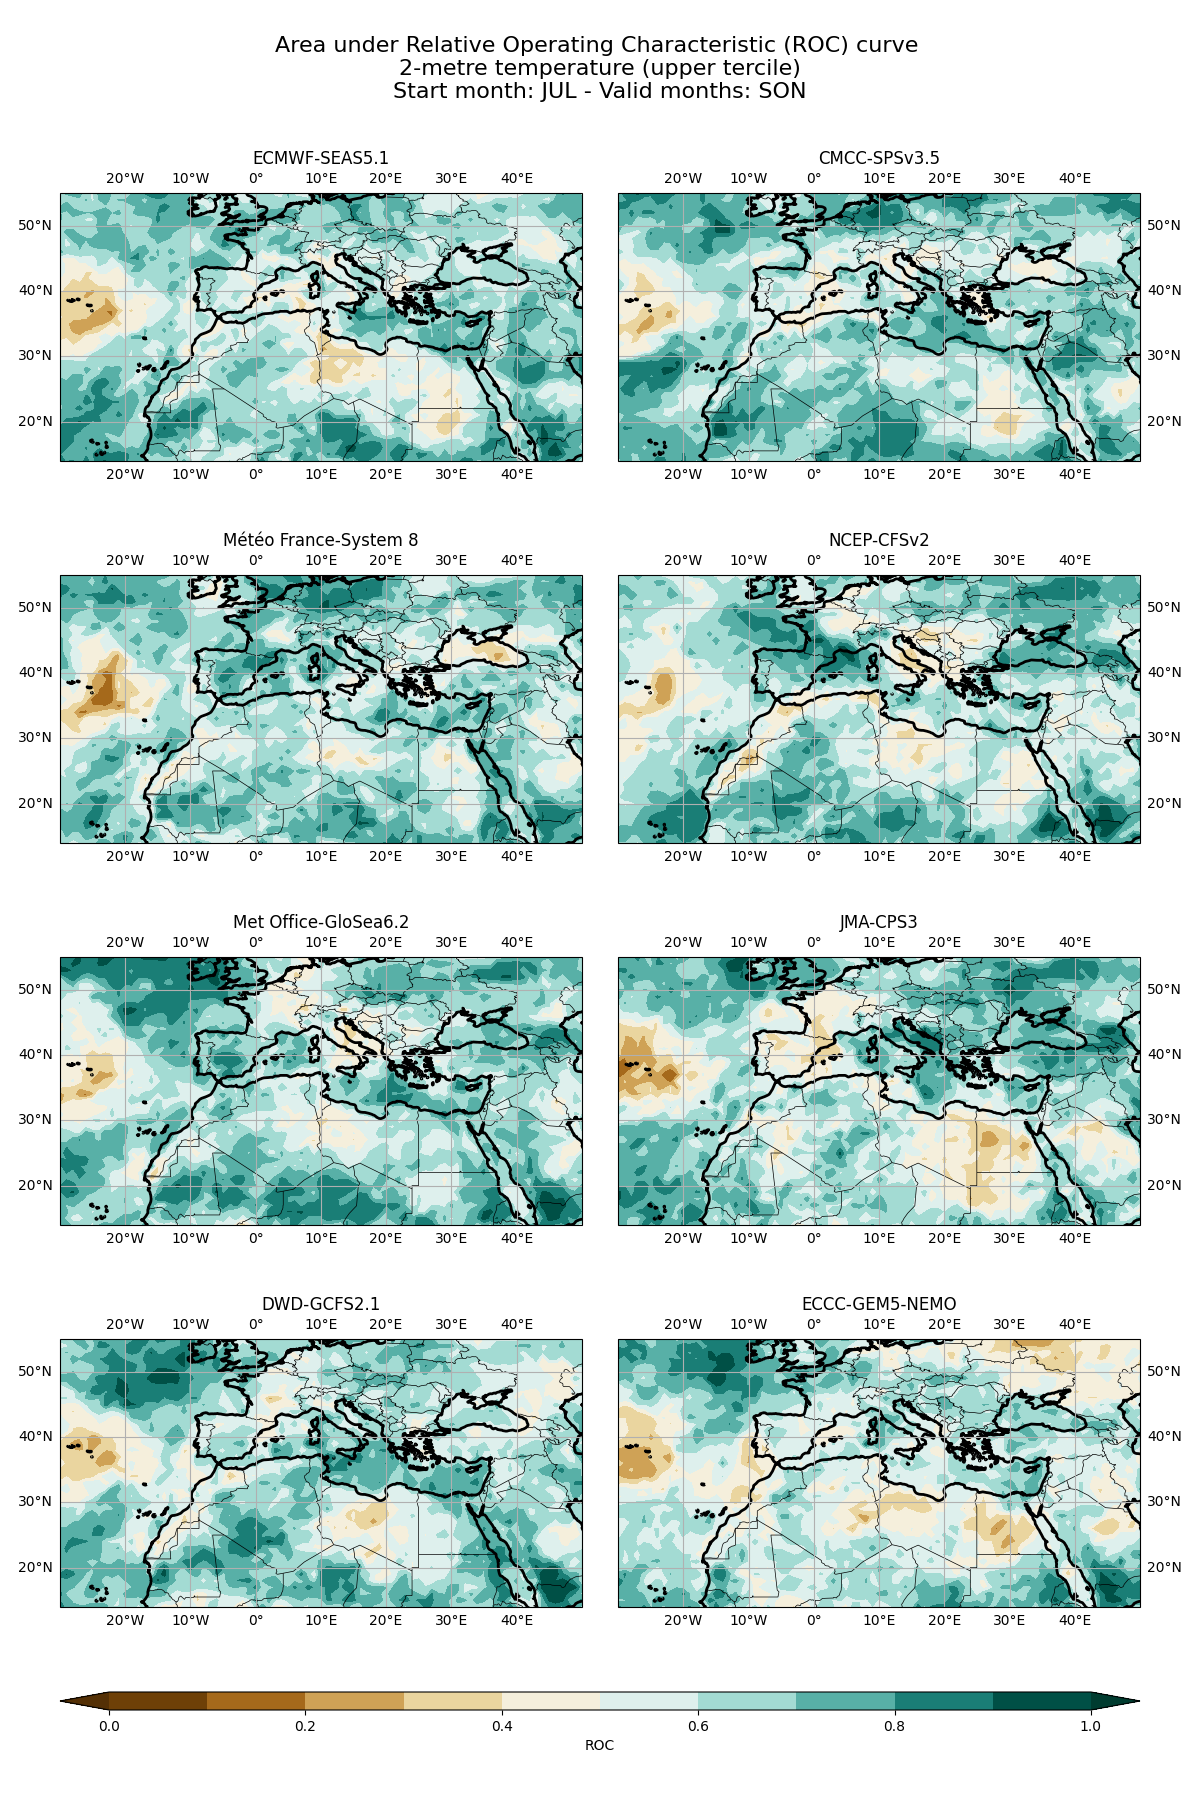 Area under Relative Operating Characteristic (ROC) curve
2-metre temperature (upper tercile)
Start month: JUL - Valid months: SON
ECMWF-SEAS5.1
20°W 10°W 0° 10°E 20°E 30°E 40°E
50°N
40°N
30°N
20°N
20°W 10°W 0° 10°E 20°E 30°E 40°E
CMCC-SPSv3.5
20°W 10°W 0° 10°E 20°E 30°E 40°E
50°N
40°N
30°N
20°N
20°W 10°W 0° 10°E 20°E 30°E 40°E
Météo France-System 8
20°W 10°W 0° 10°E 20°E 30°E 40°E
50°N
40°N
30°N
20°N
20°W 10°W 0° 10°E 20°E 30°E 40°E
NCEP-CFSv2
20°W 10°W 0° 10°E 20°E 30°E 40°E
50°N
40°N
30°N
20°N
20°W 10°W 0° 10°E 20°E 30°E 40°E
Met Office-GloSea6.2
20°W 10°W 0° 10°E 20°E 30°E 40°E
50°N
40°N
30°N
20°N
20°W 10°W 0° 10°E 20°E 30°E 40°E
JMA-CPS3
20°W 10°W 0° 10°E 20°E 30°E 40°E
50°N
40°N
30°N
20°N
20°W 10°W 0° 10°E 20°E 30°E 40°E
DWD-GCFS2.1
20°W 10°W 0° 10°E 20°E 30°E 40°E
50°N
40°N
30°N
20°N
20°W 10°W 0° 10°E 20°E 30°E 40°E
ECCC-GEM5-NEMO
20°W 10°W 0° 10°E 20°E 30°E 40°E
50°N
40°N
30°N
20°N
20°W 10°W 0° 10°E 20°E 30°E 40°E
0.0 0.2 0.4 0.6 0.8 1.0
ROC